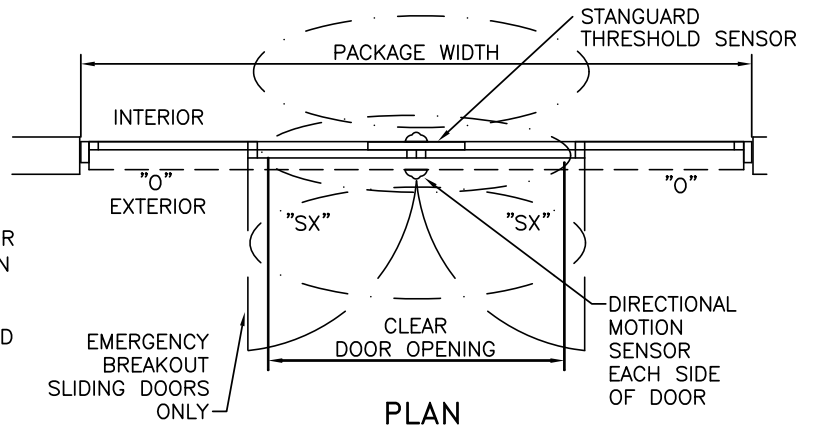 STANGUARD
THRESHOLD SENSOR
PACKAGE WIDTH
INTERIOR
"O"
"O"
EXTERIOR
"SX"
"SX"
R
N
D
EMERGENCY
BREAKOUT
SLIDING DOORS
ONLY
CLEAR
DOOR OPENING
DIRECTIONAL
MOTION
SENSOR
EACH SIDE
OF DOOR
PLAN